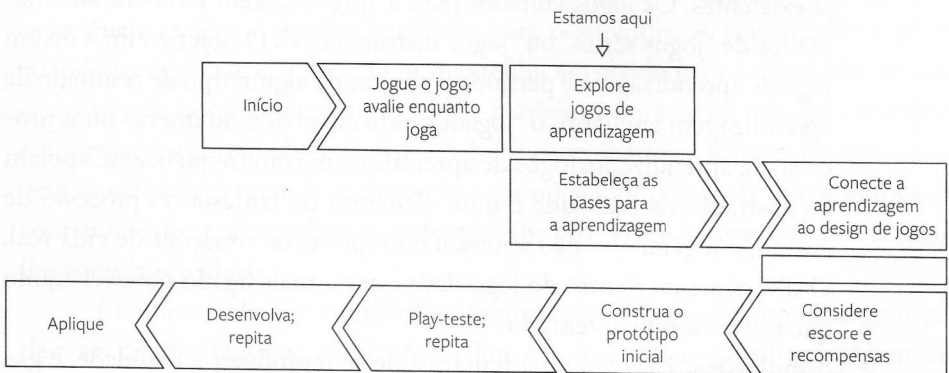 Estamos aqui
Início
Jogue o jogo;
avalie enquanto
joga
Explore
jogos de
aprendizagem
Estabeleça as
bases para
a aprendizagem
Conecte a
aprendizagem
ao design de jogos
Aplique
Desenvolva;
repita
Play-teste;
repita
Construa o
protótipo
inicial
Considere
escore e
recompensas